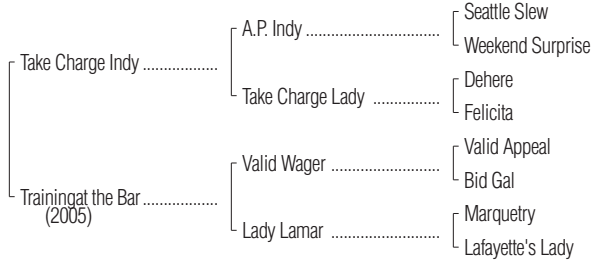 Seattle Slew
A.P. Indy
Weekend Surprise
Take Charge Indy
Dehere
Take Charge Lady
Felicita
Valid Appeal
Valid Wager
Bid Gal
Trainingat the Bar
(2005)
Marquetry
Lady Lamar
Lafayette's Lady